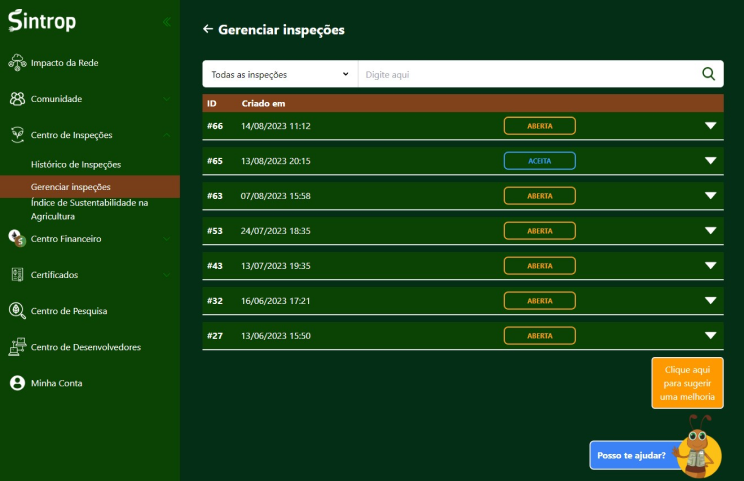 Sintrop
Impacto da Rede
Comunidade
Centro de Inspeções
Histórico de Inspeções
Gerenciar inspeções
Índice de Sustentabilidade na
Agricultura
Centro Financeiro
Certificados
Centro de Pesquisa
Centro de Desenvolvedores
Minha Conta
Gerenciar inspeções
Todas as inspeções Digite aqui
ID Criado em
#66 14/08/2023 11:12 ABERTA
#65 13/08/2023 20:15 ACEITA
#63 07/08/2023 15:58 ABERTA
#53 24/07/2023 18:35 ABERTA
#43 13/07/2023 19:35 ABERTA
#32 16/06/2023 17:21 ABERTA
#27 13/06/2023 15:50 ABERTA
Clique aqui
para sugerir
uma melhoria
Posso te ajudar?